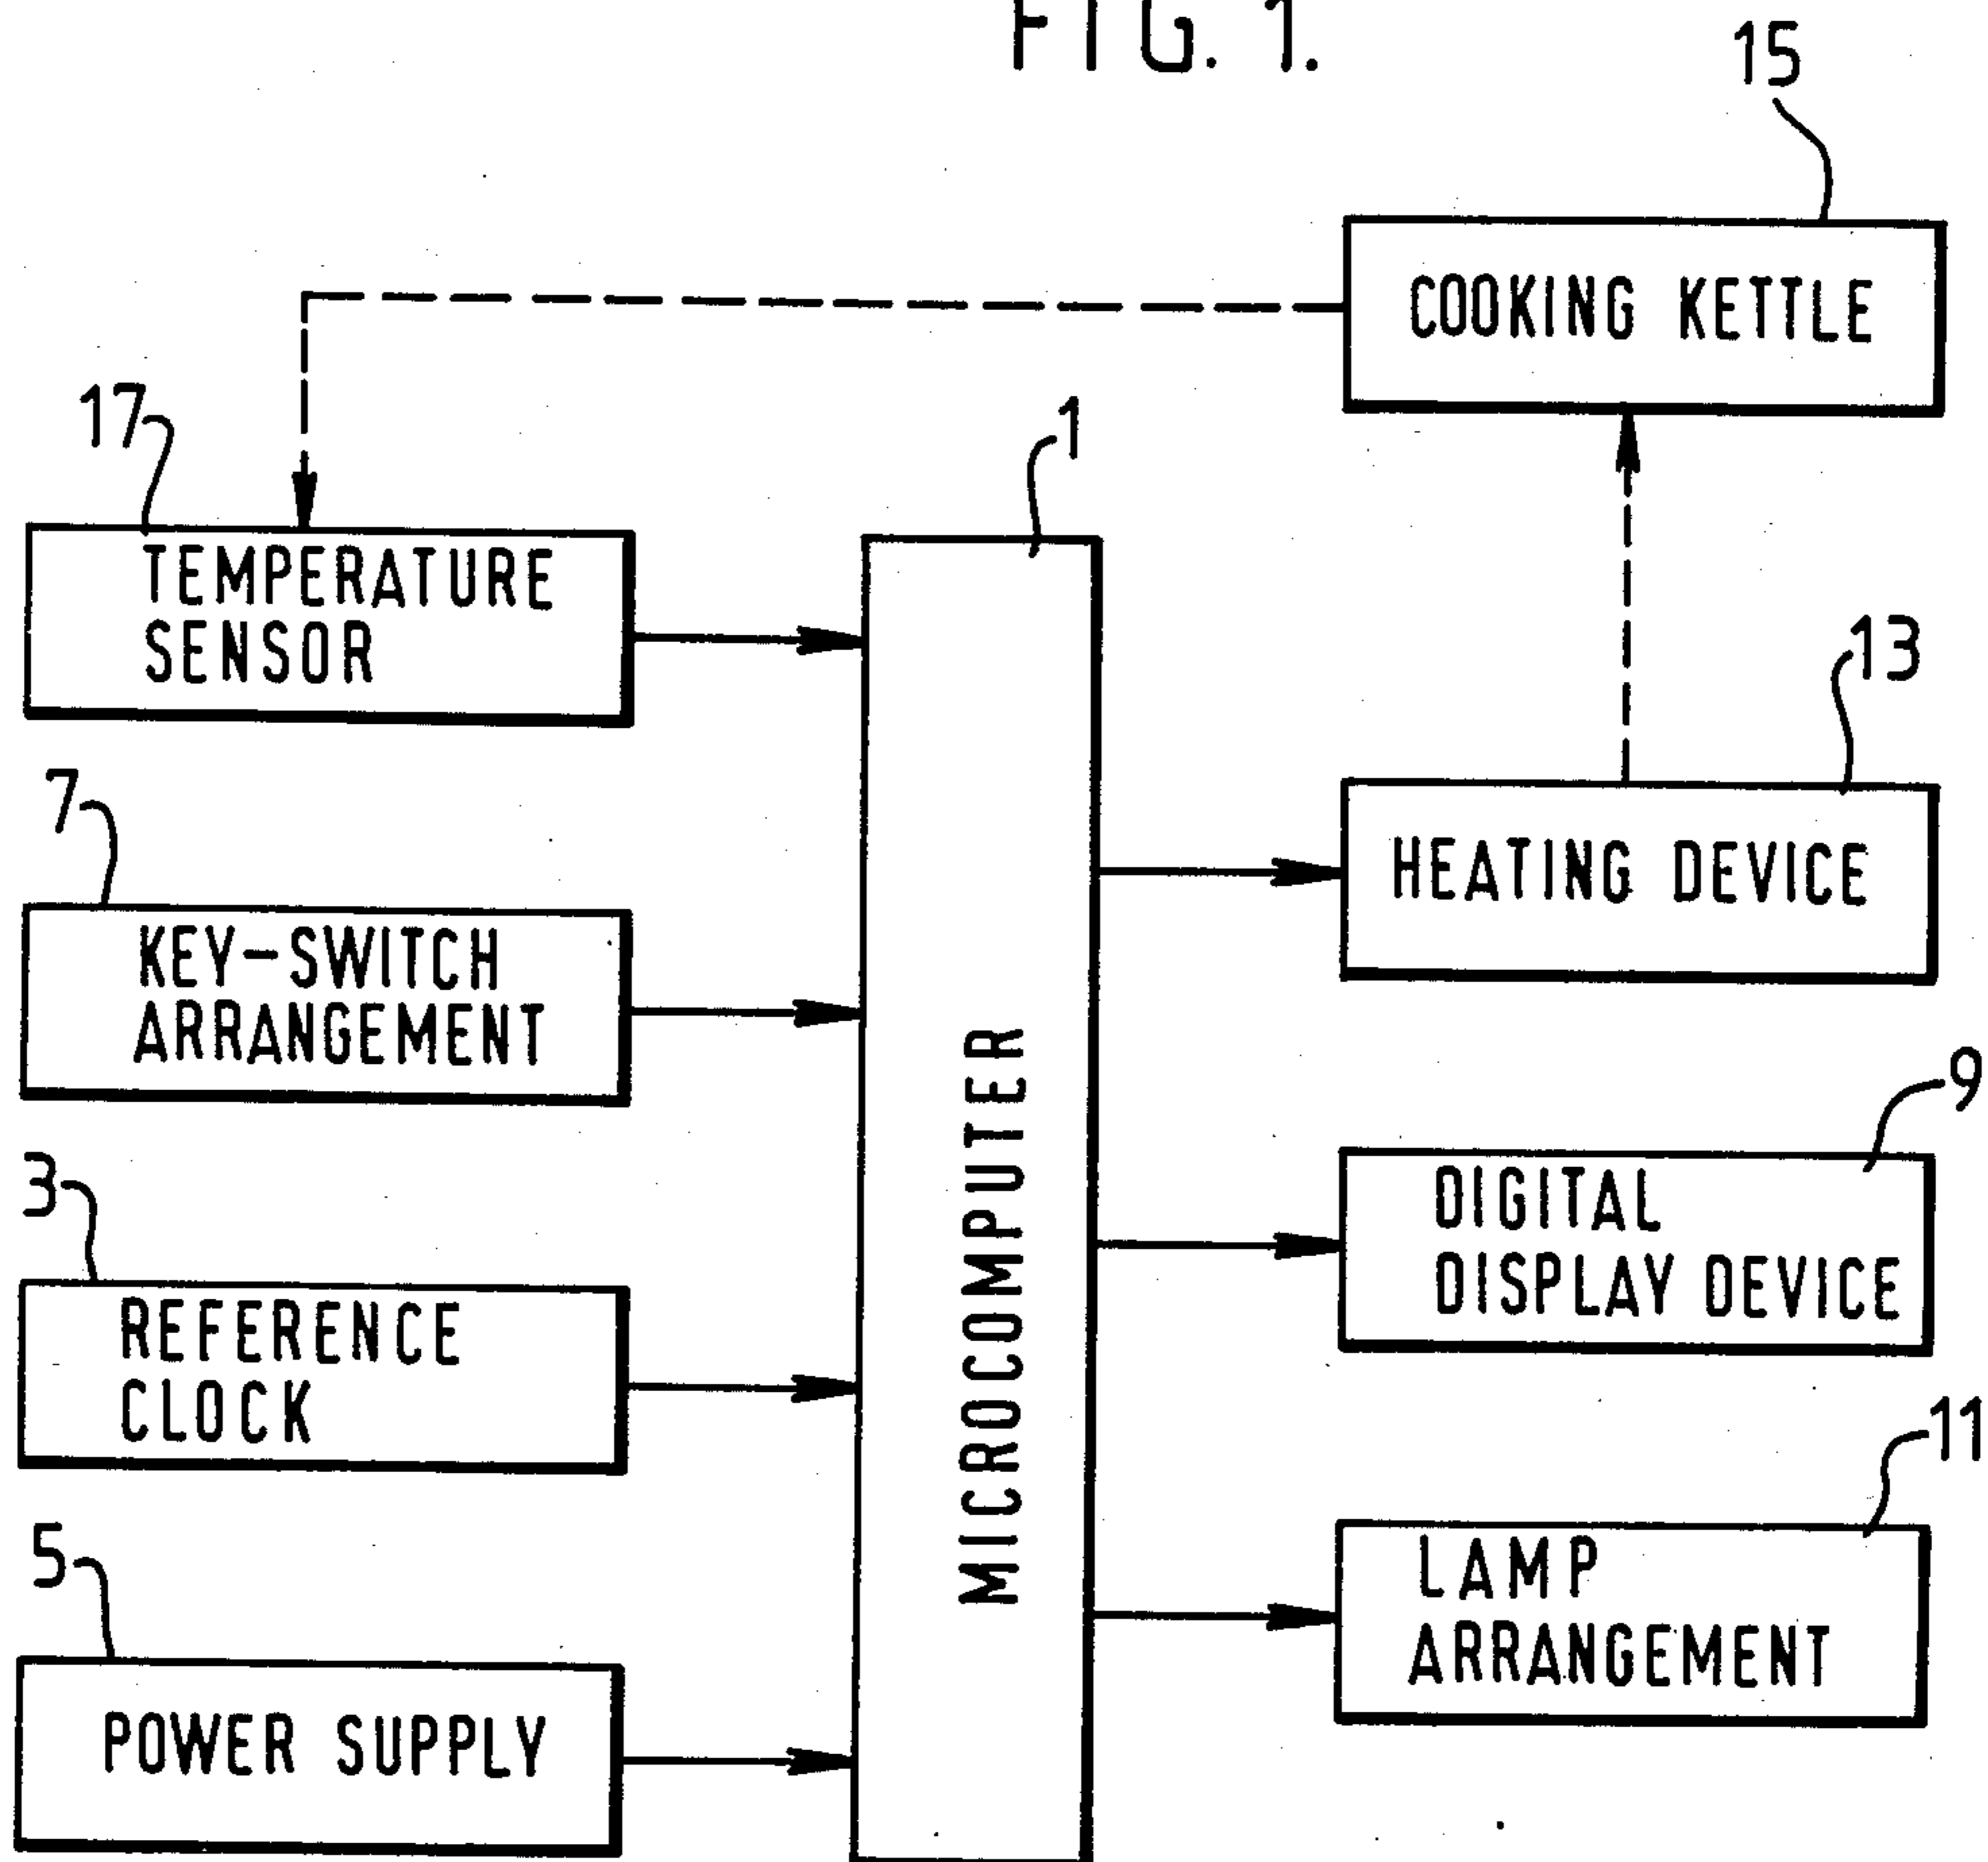 FIG. 1.
15
COOKING KETTLE
17
1
TEMPERATURE
SENSOR
13
HEATING DEVICE
7
KEY-SWITCH
ARRANGEMENT
MICROCOMPUTER
9
DIGITAL
DISPLAY DEVICE
3
REFERENCE
CLOCK
11
LAMP
ARRANGEMENT
5
POWER SUPPLY